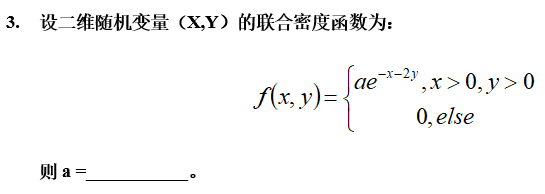 3. 设二维随机变量（X,Y）的联合密度函数为：
f(x, y) = { ae^{-x-2y}, x > 0, y > 0
0, else
则 a =____________。